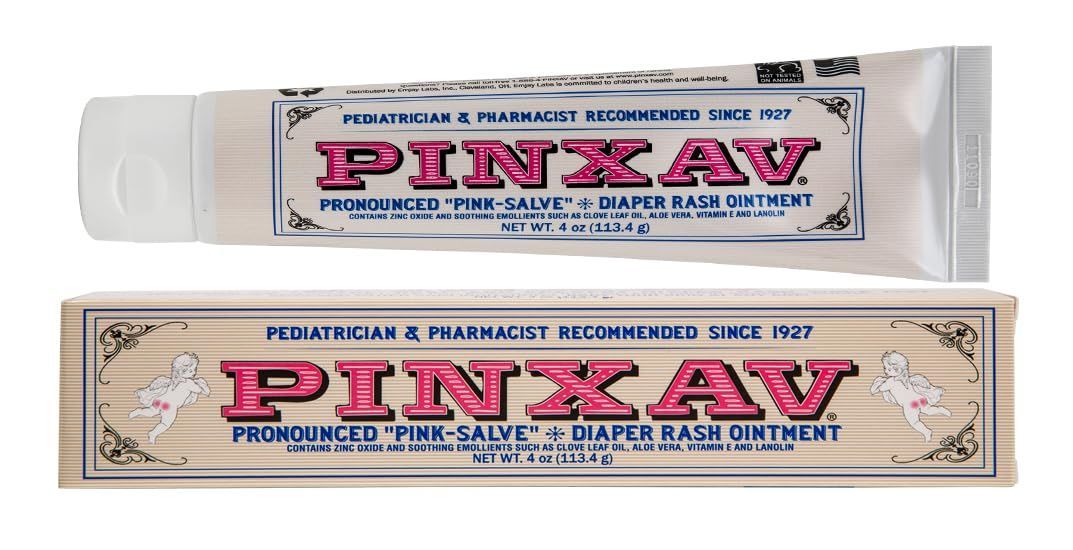 Distributed by Emjay Labs, Inc., Cleveland, OH. Emjay Labs is committed to children's health and well-being.
NOT TESTED
ON ANIMALS
PEDIATRICIAN & PHARMACIST RECOMMENDED SINCE 1927
PINXAV®
PRONOUNCED "PINK-SALVE" ✻ DIAPER RASH OINTMENT
CONTAINS ZINC OXIDE AND SOOTHING EMOLLIENTS SUCH AS CLOVE LEAF OIL, ALOE VERA, VITAMIN E AND LANOLIN
NET WT. 4 oz (113.4 g)
PEDIATRICIAN & PHARMACIST RECOMMENDED SINCE 1927
PINXAV®
PRONOUNCED "PINK-SALVE" ✻ DIAPER RASH OINTMENT
CONTAINS ZINC OXIDE AND SOOTHING EMOLLIENTS SUCH AS CLOVE LEAF OIL, ALOE VERA, VITAMIN E AND LANOLIN
NET WT. 4 oz (113.4 g)